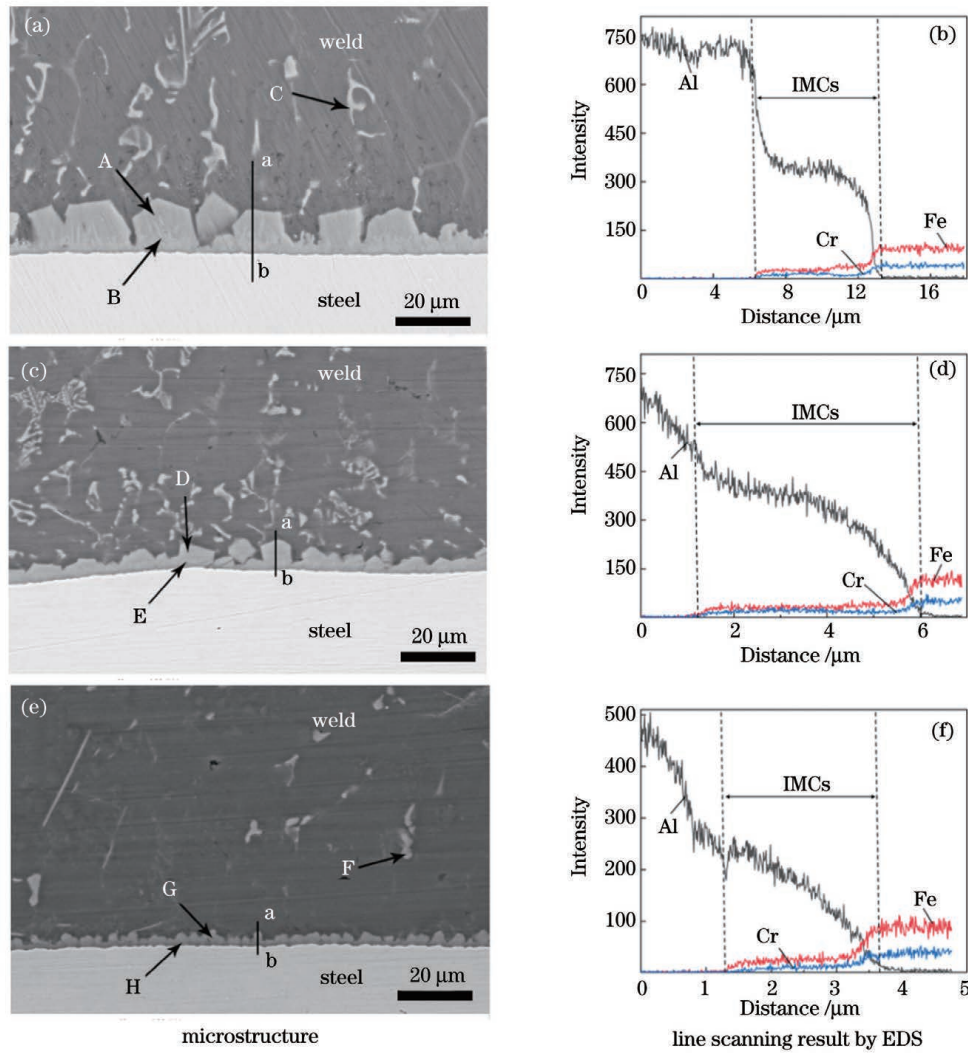 (a)
weld
C
A
a
b
B
steel
20 μm
(b)
750
600
450
300
150
0
4
8
12
16
Intensity
Distance /μm
Al
IMCs
Cr
Fe
(c)
weld
D
a
b
E
steel
20 μm
(d)
750
600
450
300
150
0
2
4
6
Intensity
Distance /μm
Al
IMCs
Cr
Fe
(e)
weld
F
G
a
b
H
steel
20 μm
microstructure
(f)
500
400
300
200
100
0
1
2
3
4
5
Intensity
Distance /μm
Al
IMCs
Cr
Fe
line scanning result by EDS